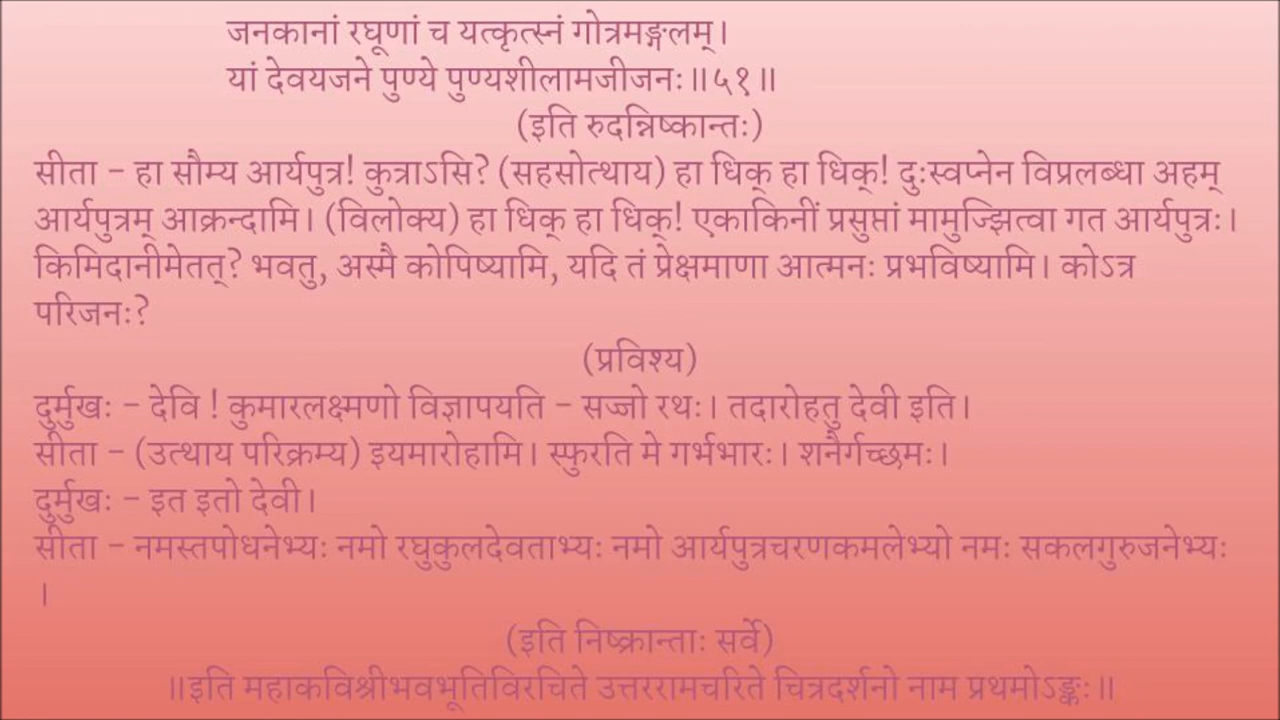 जनकानां रघूणां च यत्कृत्स्नं गोत्रमङ्गलम्।
यां देवयजने पुण्ये पुण्यशीलामजीजनः॥५१॥
(इति रुदन्निष्क्रान्तः)
सीता – हा सौम्य आर्यपुत्र! कुत्राऽसि? (सहसोत्थाय) हा धिक् हा धिक्! दुःस्वप्नेन विप्रलब्धा अहम्
आर्यपुत्रम् आक्रन्दामि। (विलोक्य) हा धिक् हा धिक्! एकाकिनीं प्रसुप्तां मामुज्झित्वा गत आर्यपुत्रः।
किमिदानीमेतत्? भवतु, अस्मै कोपिष्यामि, यदि तं प्रेक्षमाणा आत्मनः प्रभविष्यामि। कोऽत्र
परिजनः?
(प्रविश्य)
दुर्मुखः – देवि ! कुमारलक्ष्मणो विज्ञापयति – सज्जो रथः। तदारोहतु देवी इति।
सीता – (उत्थाय परिक्रम्य) इयमारोहामि। स्फुरति मे गर्भभारः। शनैर्गच्छमः।
दुर्मुखः – इत इतो देवी।
सीता – नमस्तपोधनेभ्यः नमो रघुकुलदेवताभ्यः नमो आर्यपुत्रचरणकमलेभ्यो नमः सकलगुरुजनेभ्यः
।
(इति निष्क्रान्ताः सर्वे)
॥इति महाकविश्रीभवभूतिविरचिते उत्तररामचरिते चित्रदर्शनो नाम प्रथमोऽङ्कः॥